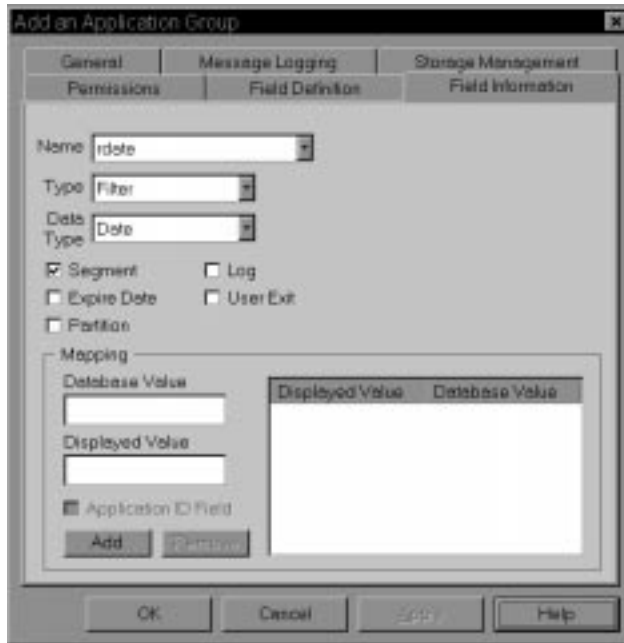 Add an Application Group
General Message Logging Storage Management
Permissions Field Definition Field Information
Name rdate
Type Filter
Data Type Date
Segment Log
Expire Date User Exit
Partition
Mapping
Database Value
Displayed Value Database Value
Displayed Value
Application ID Field
Add Remove
OK Cancel Apply Help